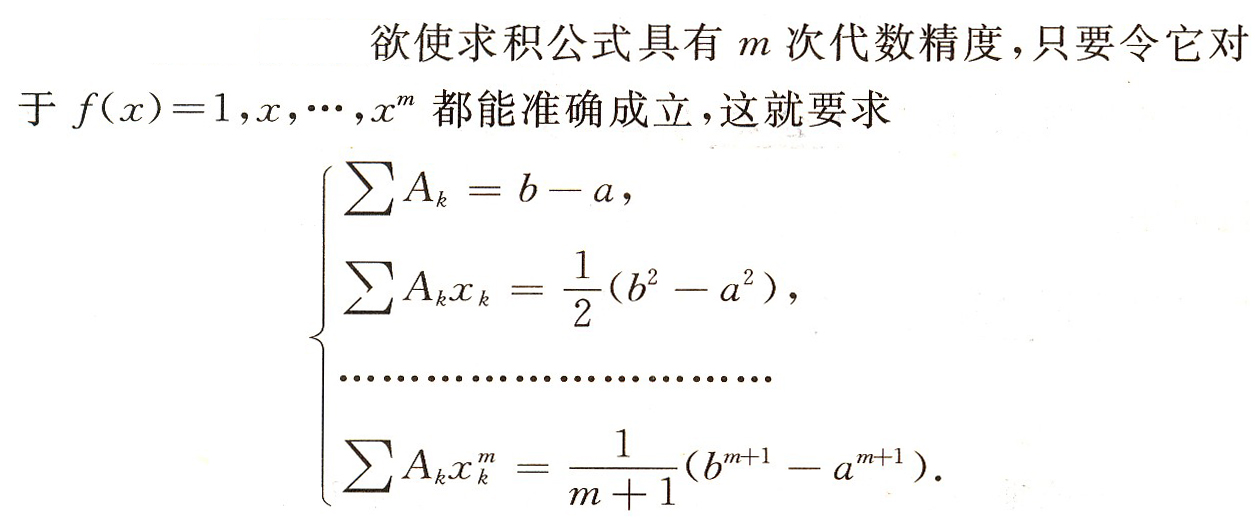 欲使求积公式具有 m 次代数精度,只要令它对
于 f(x)=1,x,⋯,x^m 都能准确成立,这就要求
∑A_k = b − a,
∑A_k x_k = \frac{1}{2}(b^2 − a^2),
⋯⋯⋯⋯⋯⋯⋯⋯⋯⋯
∑A_k x_k^m = \frac{1}{m+1}(b^{m+1} − a^{m+1}).